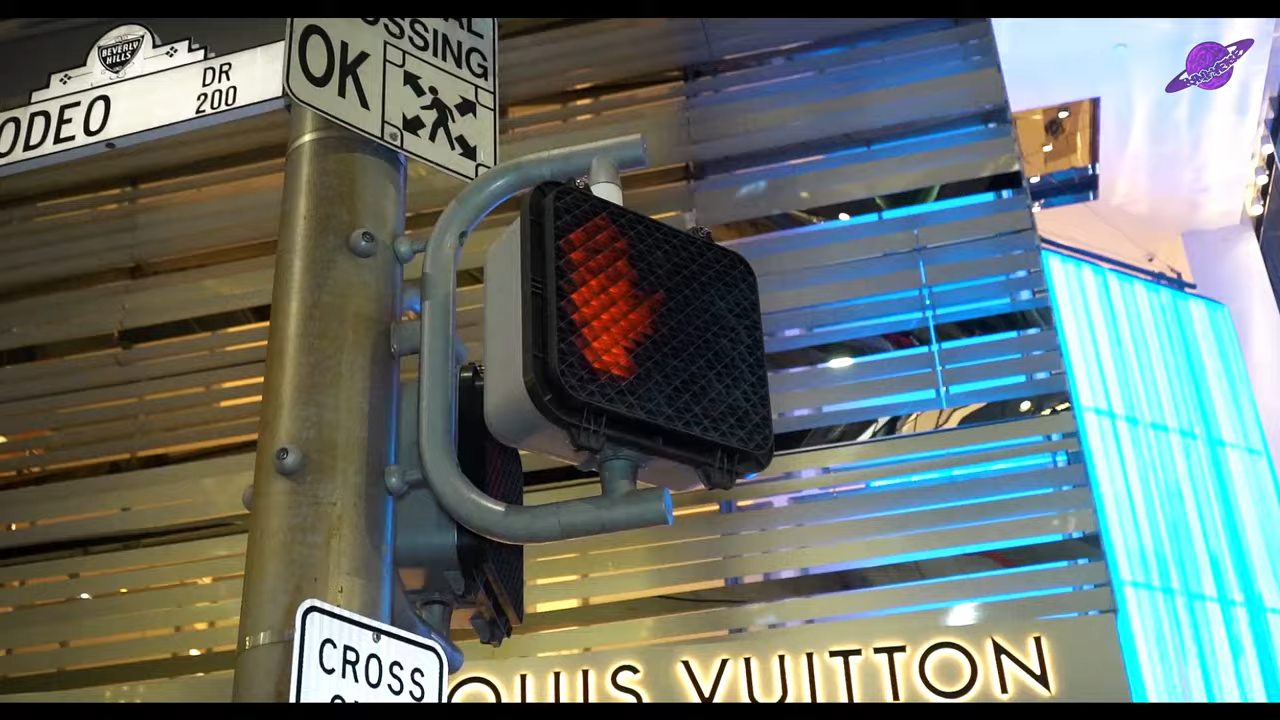 BEVERLY
HILLS
ODEO
DR
200
SSING
OK
CROSS
OUIS VUITTON